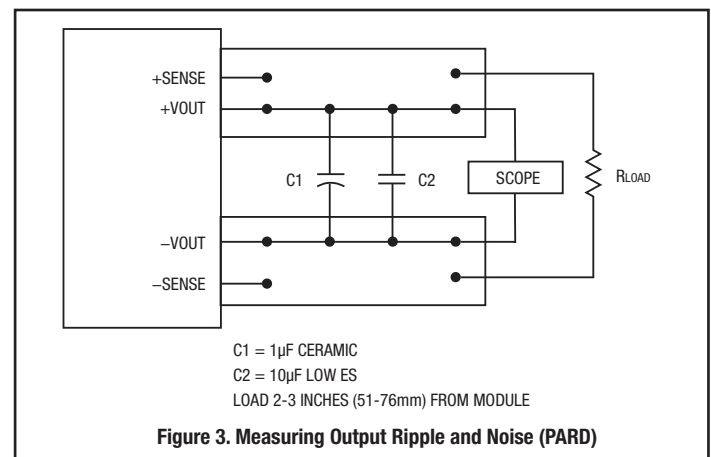 +SENSE
+VOUT
C1
C2
SCOPE
RLOAD
−VOUT
−SENSE
C1 = 1µF CERAMIC
C2 = 10µF LOW ES
LOAD 2-3 INCHES (51-76mm) FROM MODULE
Figure 3. Measuring Output Ripple and Noise (PARD)